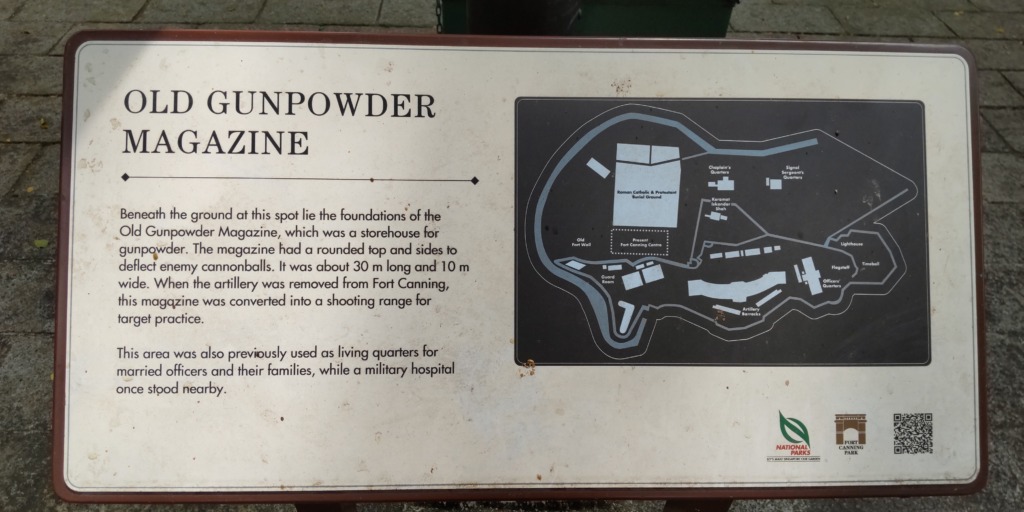 OLD GUNPOWDER
MAGAZINE
Beneath the ground at this spot lie the foundations of the
Old Gunpowder Magazine, which was a storehouse for
gunpowder. The magazine had a rounded top and sides to
deflect enemy cannonballs. It was about 30 m long and 10 m
wide. When the artillery was removed from Fort Canning,
this magazine was converted into a shooting range for
target practice.
This area was also previously used as living quarters for
married officers and their families, while a military hospital
once stood nearby.
Roman Catholic & Protestant
Burial Ground
Chaplain's
Quarters
Signal
Sergeant's
Quarters
Keramat
Iskandar
Shah
Old
Fort Wall
Present
Fort Canning Centre
Lighthouse
Guard
Room
Flagstaff
Timeball
Officers'
Quarters
Artillery
Barracks
NATIONAL
PARKS
FORT
CANNING
PARK